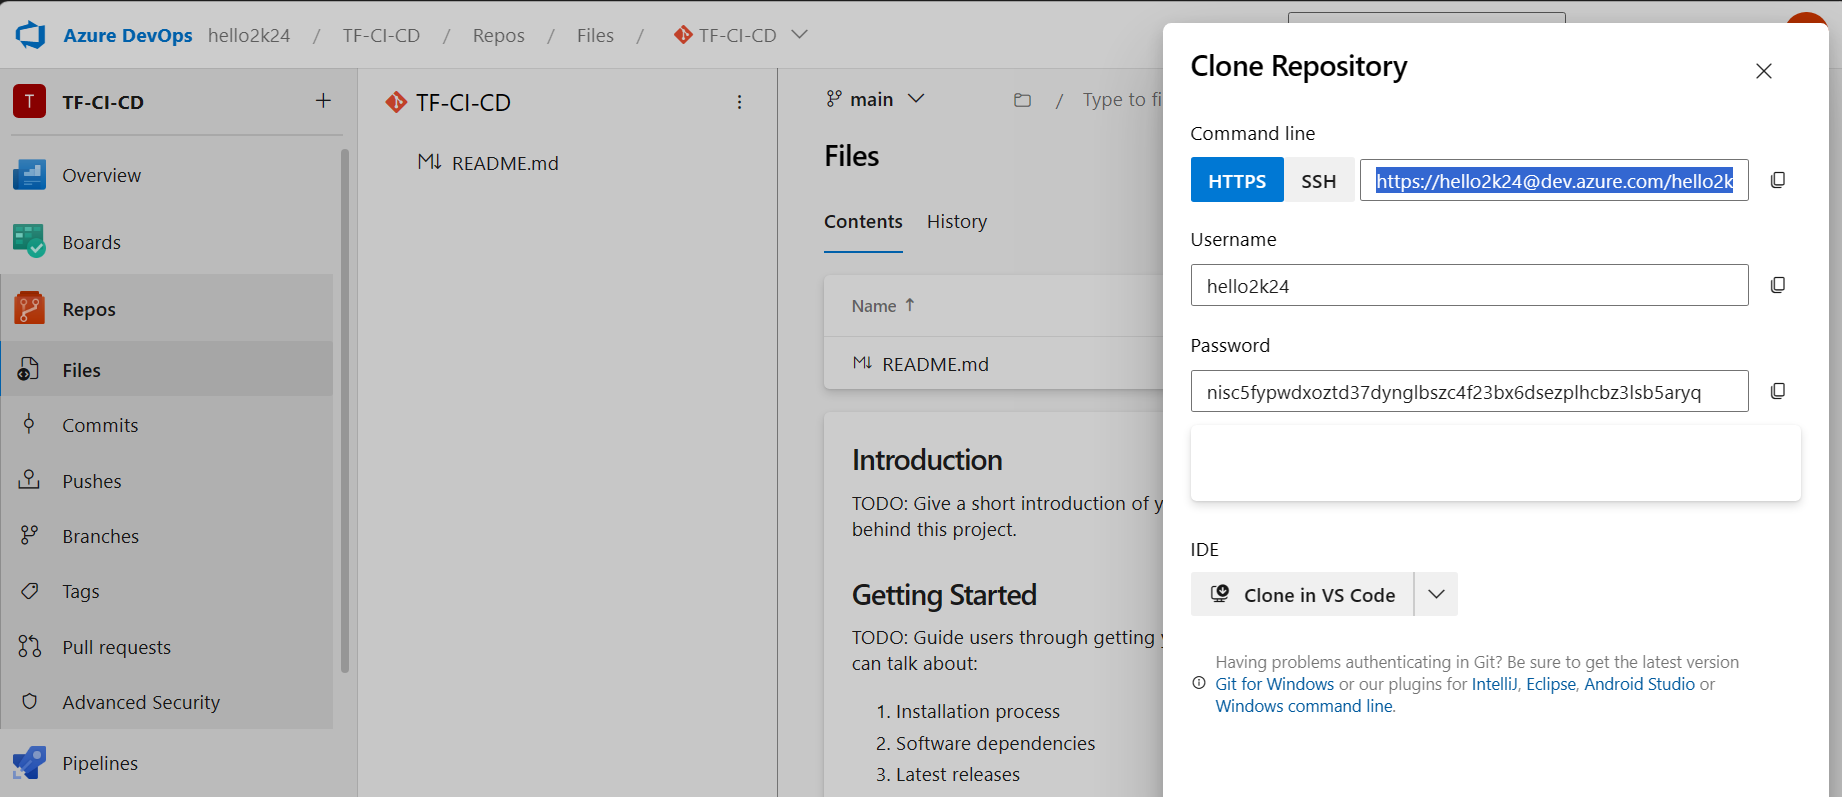 Azure DevOps hello2k24 / TF-CI-CD / Repos / Files / TF-CI-CD
T TF-CI-CD +
Overview
Boards
Repos
Files
Commits
Pushes
Branches
Tags
Pull requests
Advanced Security
Pipelines
TF-CI-CD
README.md
main / Type to fi
Files
Contents History
Name ↑
README.md
Introduction
TODO: Give a short introduction of y
behind this project.
Getting Started
TODO: Guide users through getting y
can talk about:
1. Installation process
2. Software dependencies
3. Latest releases
Clone Repository
Command line
HTTPS SSH https://hello2k24@dev.azure.com/hello2k
Username
hello2k24
Password
nisc5fypwdxoztd37dynglbszc4f23bx6dsezplhcbz3lsb5aryq
IDE
Clone in VS Code
Having problems authenticating in Git? Be sure to get the latest version
Git for Windows or our plugins for IntelliJ, Eclipse, Android Studio or
Windows command line.